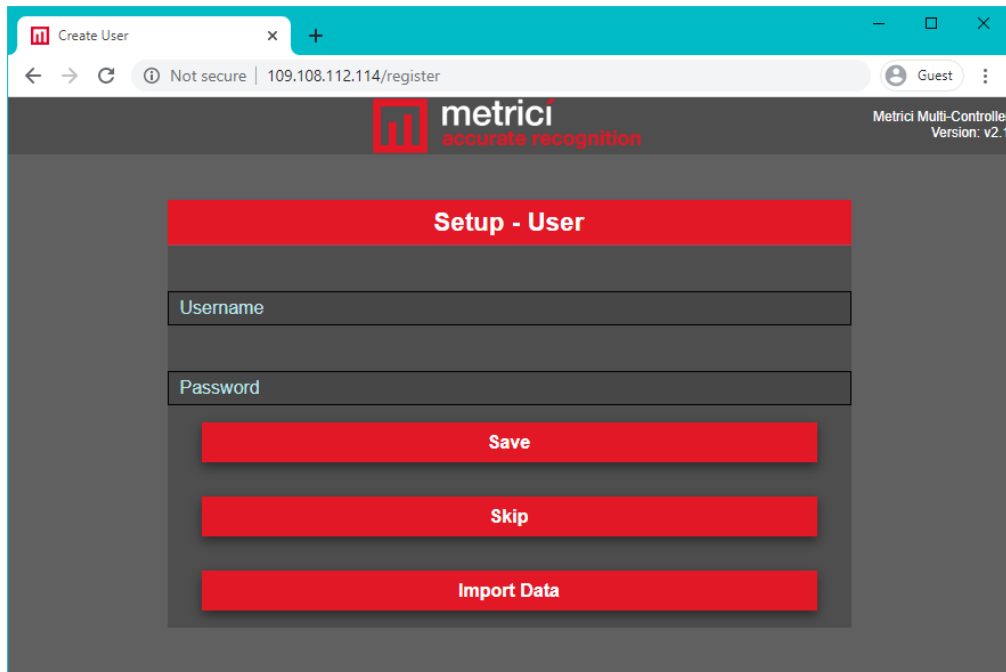 Create User
Not secure | 109.108.112.114/register
Guest
metrici
accurate recognition
Metrici Multi-Controller
Version: v2.1
Setup - User
Username
Password
Save
Skip
Import Data